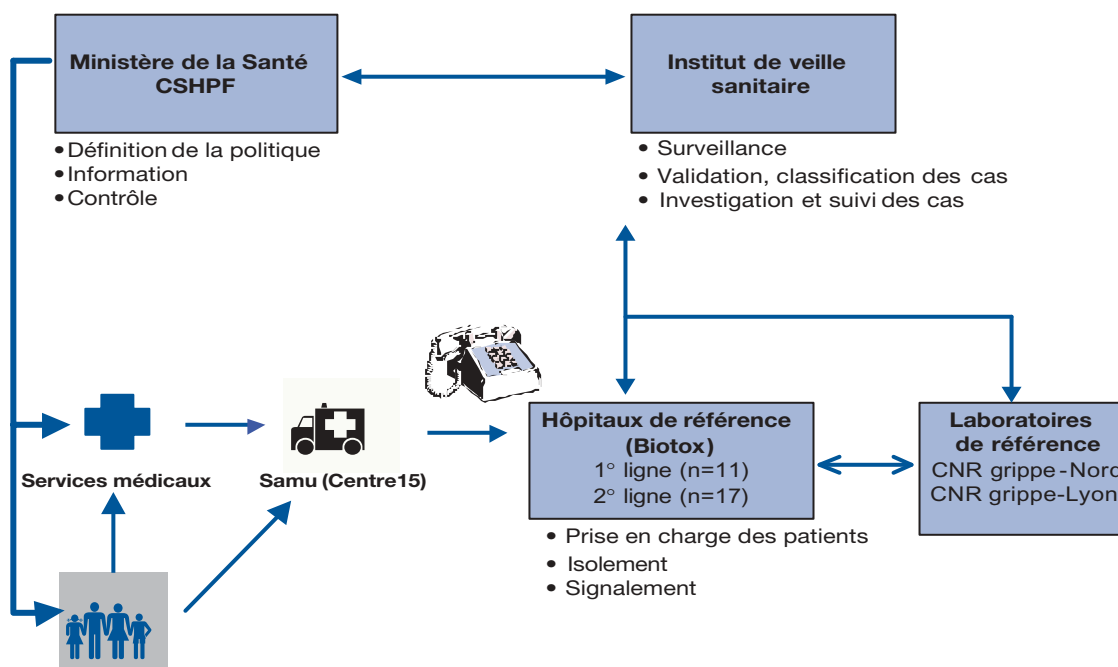 Ministère de la Santé
CSHPF
Institut de veille
sanitaire
• Définition de la politique
• Information
• Contrôle
• Surveillance
• Validation, classification des cas
• Investigation et suivi des cas
Services médicaux
Samu (Centre15)
Hôpitaux de référence
(Biotox)
1° ligne (n=11)
2° ligne (n=17)
Laboratoires
de référence
CNR grippe-Nord
CNR grippe-Lyon
• Prise en charge des patients
• Isolement
• Signalement